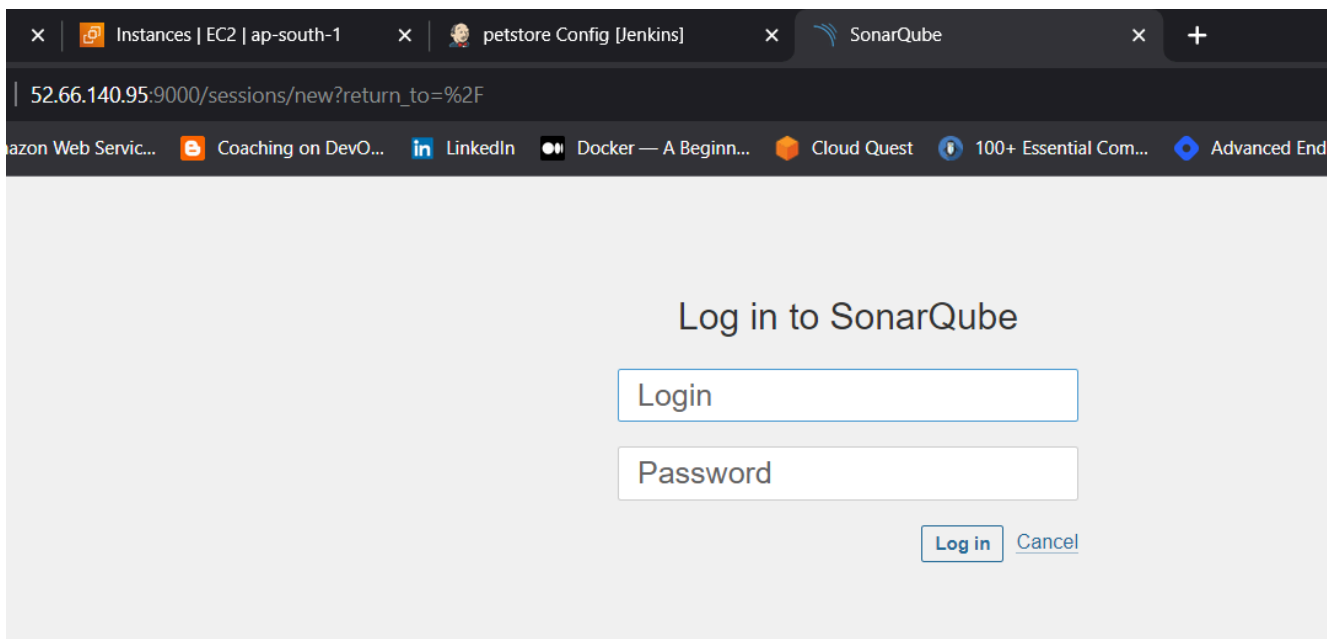 Instances | EC2 | ap-south-1 petstore Config [Jenkins] SonarQube
52.66.140.95:9000/sessions/new?return_to=%2F
azon Web Servic... Coaching on DevO... LinkedIn Docker — A Beginn... Cloud Quest 100+ Essential Com... Advanced End
Log in to SonarQube
Login
Password
Log in Cancel